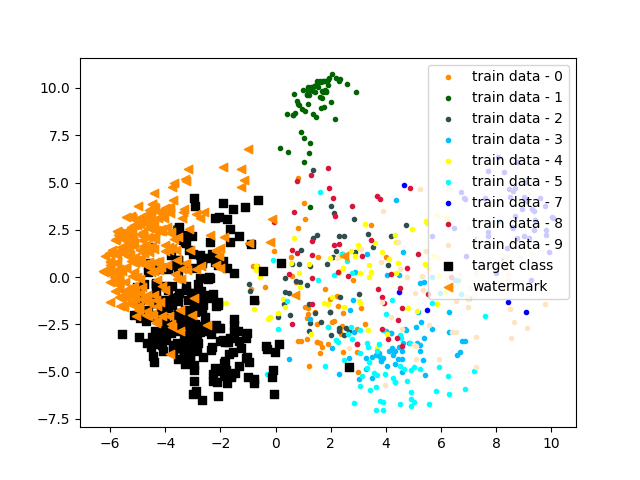 10.0
7.5
5.0
2.5
0.0
−2.5
−5.0
−7.5
−6
−4
−2
0
2
4
6
8
10
train data - 0
train data - 1
train data - 2
train data - 3
train data - 4
train data - 5
train data - 7
train data - 8
train data - 9
target class
watermark